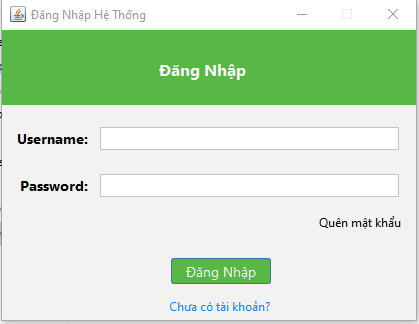 Đăng Nhập Hệ Thống
Đăng Nhập
Username:
Password:
Quên mật khẩu
Đăng Nhập
Chưa có tài khoản?